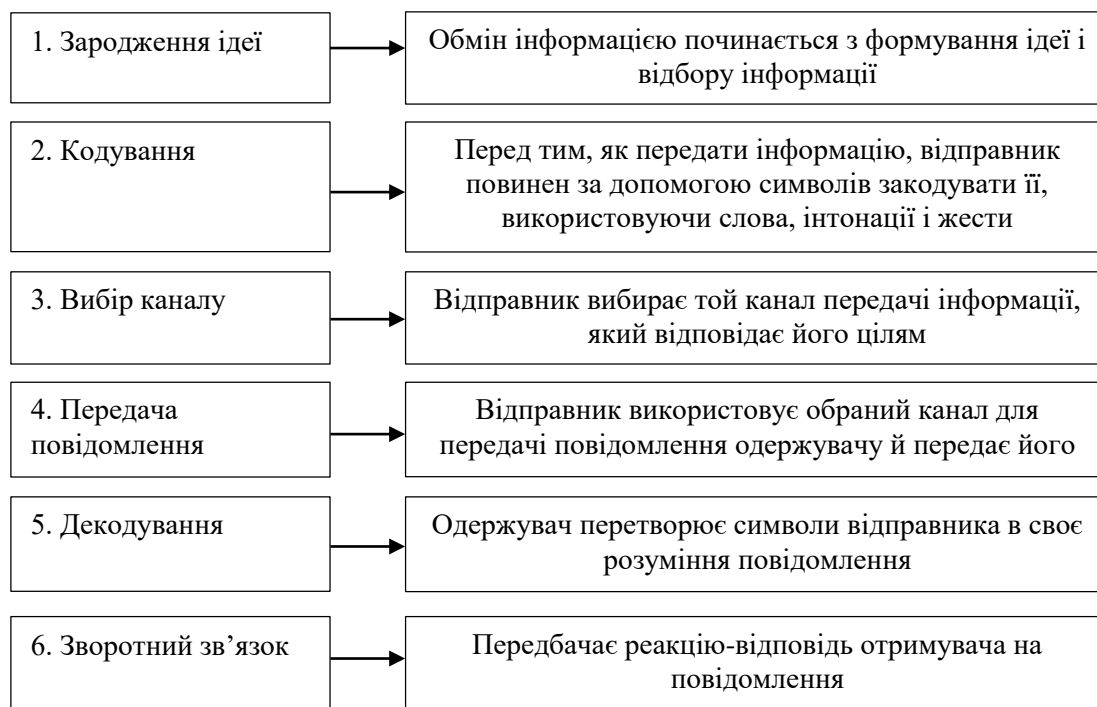 1. Зародження ідеї
Обмін інформацією починається з формування ідеї і
відбору інформації
2. Кодування
Перед тим, як передати інформацію, відправник
повинен за допомогою символів закодувати її,
використовуючи слова, інтонації і жести
3. Вибір каналу
Відправник вибирає той канал передачі інформації,
який відповідає його цілям
4. Передача
повідомлення
Відправник використовує обраний канал для
передачі повідомлення одержувачу й передає його
5. Декодування
Одержувач перетворює символи відправника в своє
розуміння повідомлення
6. Зворотний зв’язок
Передбачає реакцію-відповідь отримувача на
повідомлення